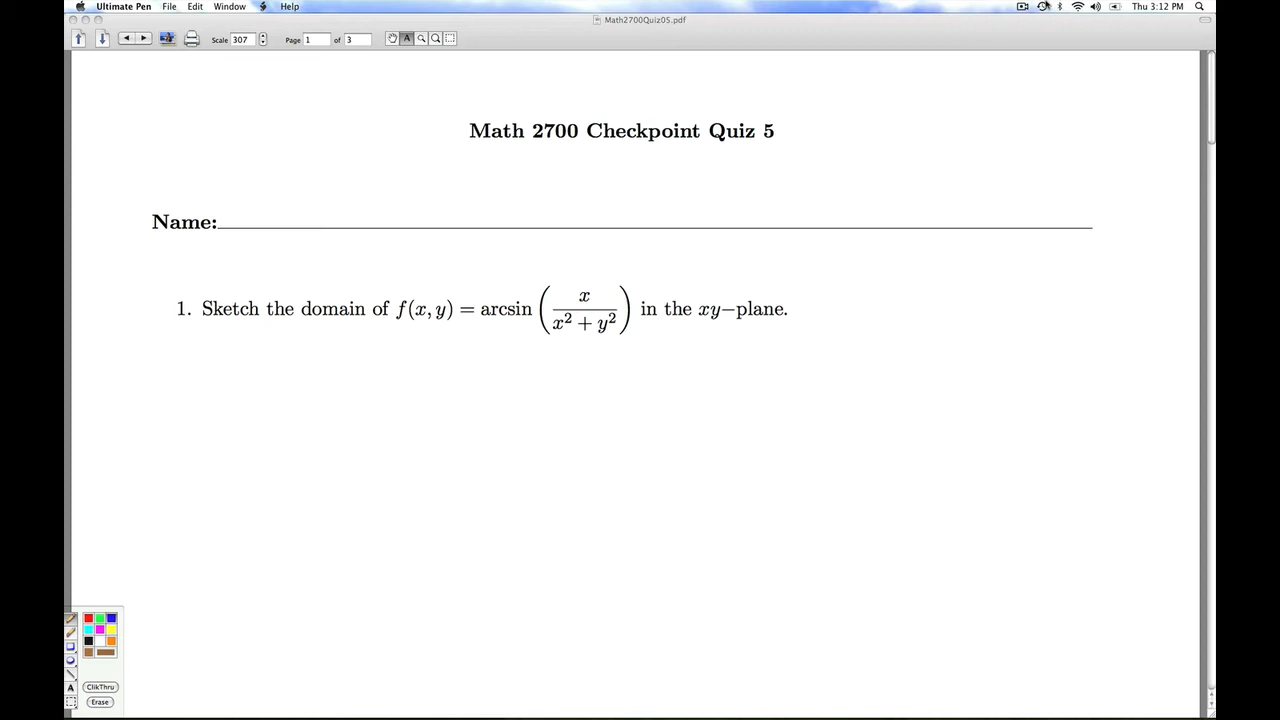 Ultimate Pen File Edit Window Help Thu 3:12 PM
Math2700Quiz05.pdf
Scale 307 Page 1 of 3 A
Math 2700 Checkpoint Quiz 5
Name:
1. Sketch the domain of f(x, y) = arcsin (x / (x² + y²)) in the xy−plane.
A ClikThru
Erase